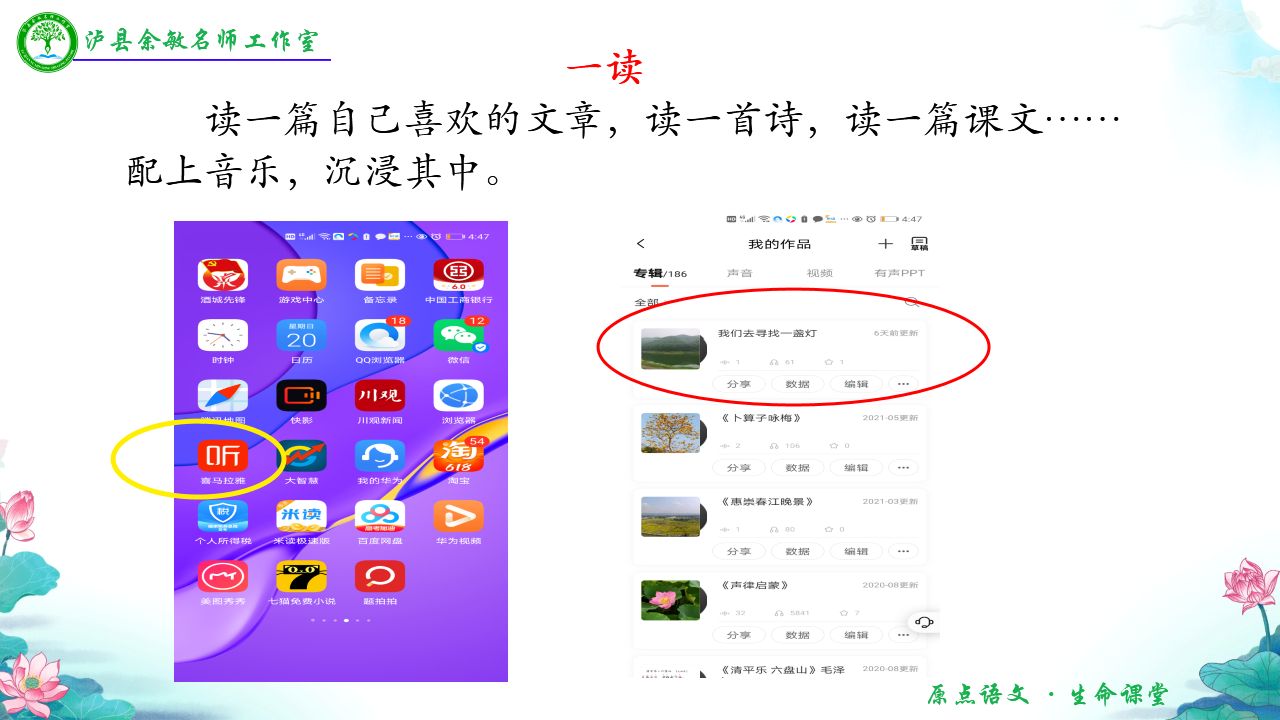 泸县余敏名师工作室
一读
读一篇自己喜欢的文章，读一首诗，读一篇课文……
配上音乐，沉浸其中。
HD 4:47
酒城先锋 游戏中心 备忘录 中国工商银行
6.0
星期日
20
18
12
时钟 日历 QQ浏览器 微信
川观
腾讯地图 快影 川观新闻 浏览器
听
淘
54
618
喜马拉雅 大智慧 我的华为 淘宝
税
米读
个人所得税 米读极速版 百度网盘 华为视频
美图秀秀 七猫免费小说 题拍拍
HD 4:47
我的作品
草稿
专辑/186 声音 视频 有声PPT
全部
我们去寻找一盏灯 6天前更新
1 61 1
分享 数据 编辑 ···
《卜算子咏梅》 2021-05更新
2 106 0
分享 数据 编辑 ···
《惠崇春江晚景》 2021-03更新
1 80 0
分享 数据 编辑 ···
《声律启蒙》 2020-08更新
32 5841 7
分享 数据 编辑 ···
《清平乐 六盘山》毛泽 2020-08更新
原点语文 · 生命课堂